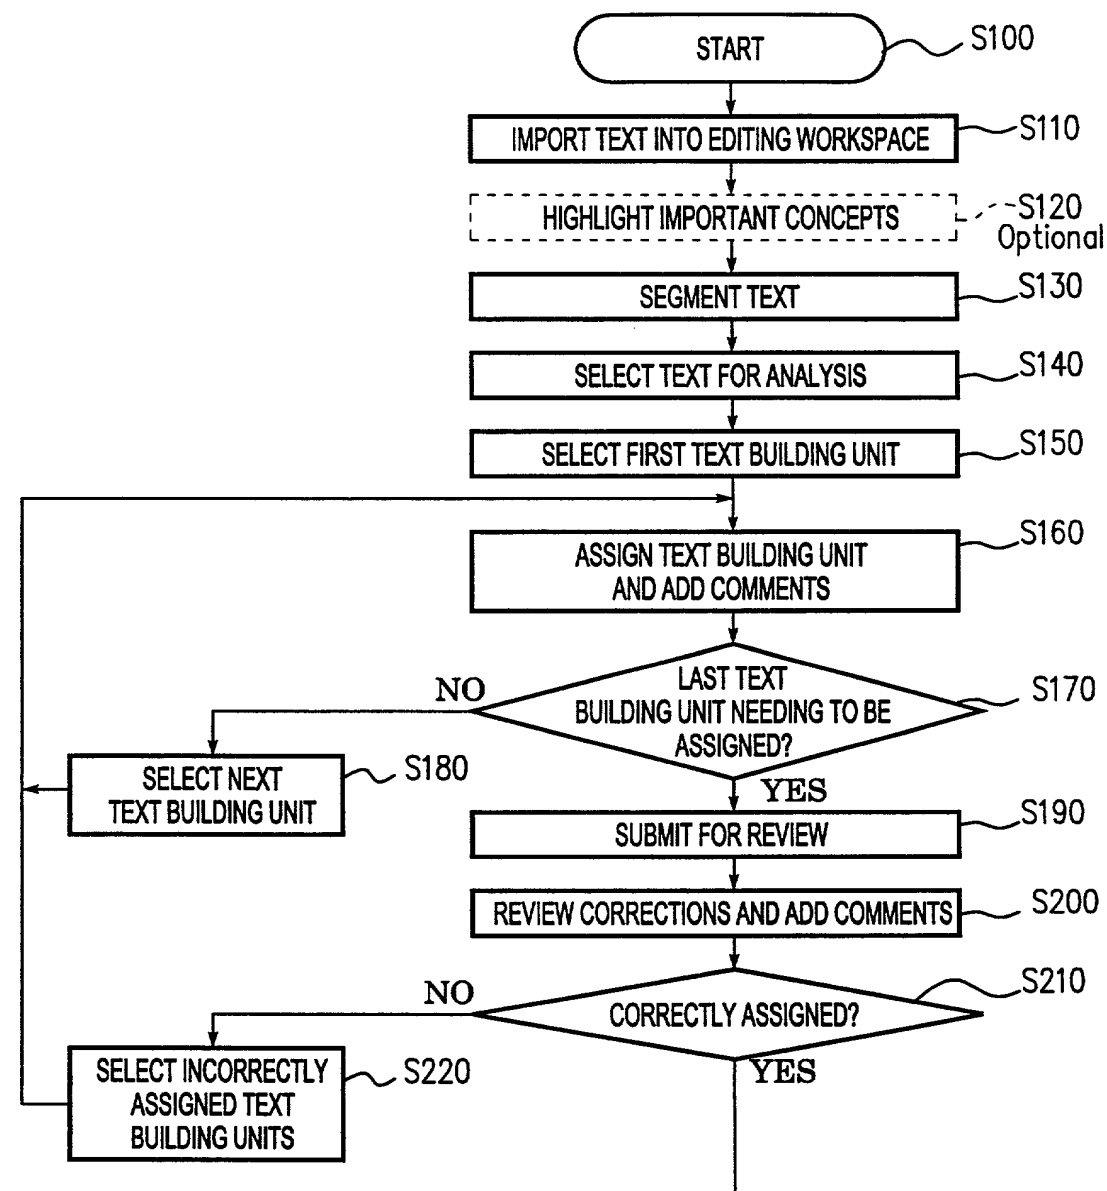 START
S100
IMPORT TEXT INTO EDITING WORKSPACE
S110
HIGHLIGHT IMPORTANT CONCEPTS
S120
Optional
SEGMENT TEXT
S130
SELECT TEXT FOR ANALYSIS
S140
SELECT FIRST TEXT BUILDING UNIT
S150
ASSIGN TEXT BUILDING UNIT
AND ADD COMMENTS
S160
LAST TEXT
BUILDING UNIT NEEDING TO BE
ASSIGNED?
S170
NO
SELECT NEXT
TEXT BUILDING UNIT
S180
YES
SUBMIT FOR REVIEW
S190
REVIEW CORRECTIONS AND ADD COMMENTS
S200
CORRECTLY ASSIGNED?
S210
NO
SELECT INCORRECTLY
ASSIGNED TEXT
BUILDING UNITS
S220
YES